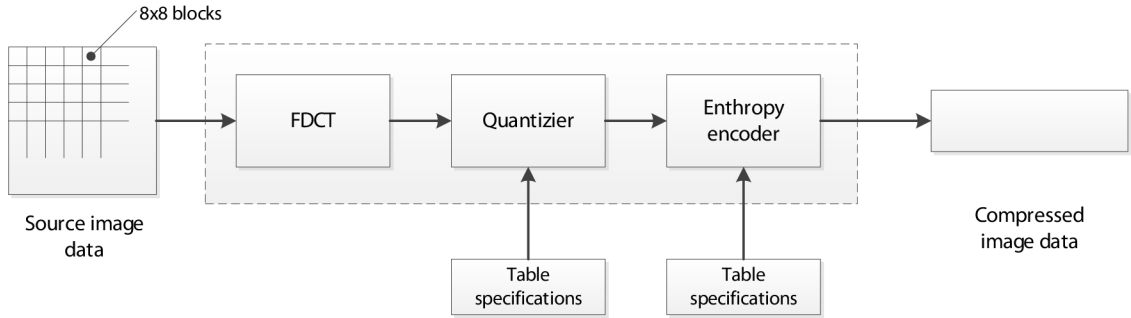 8x8 blocks
FDCT
Quantizier
Enthropy
encoder
Source image
data
Compressed
image data
Table
specifications
Table
specifications